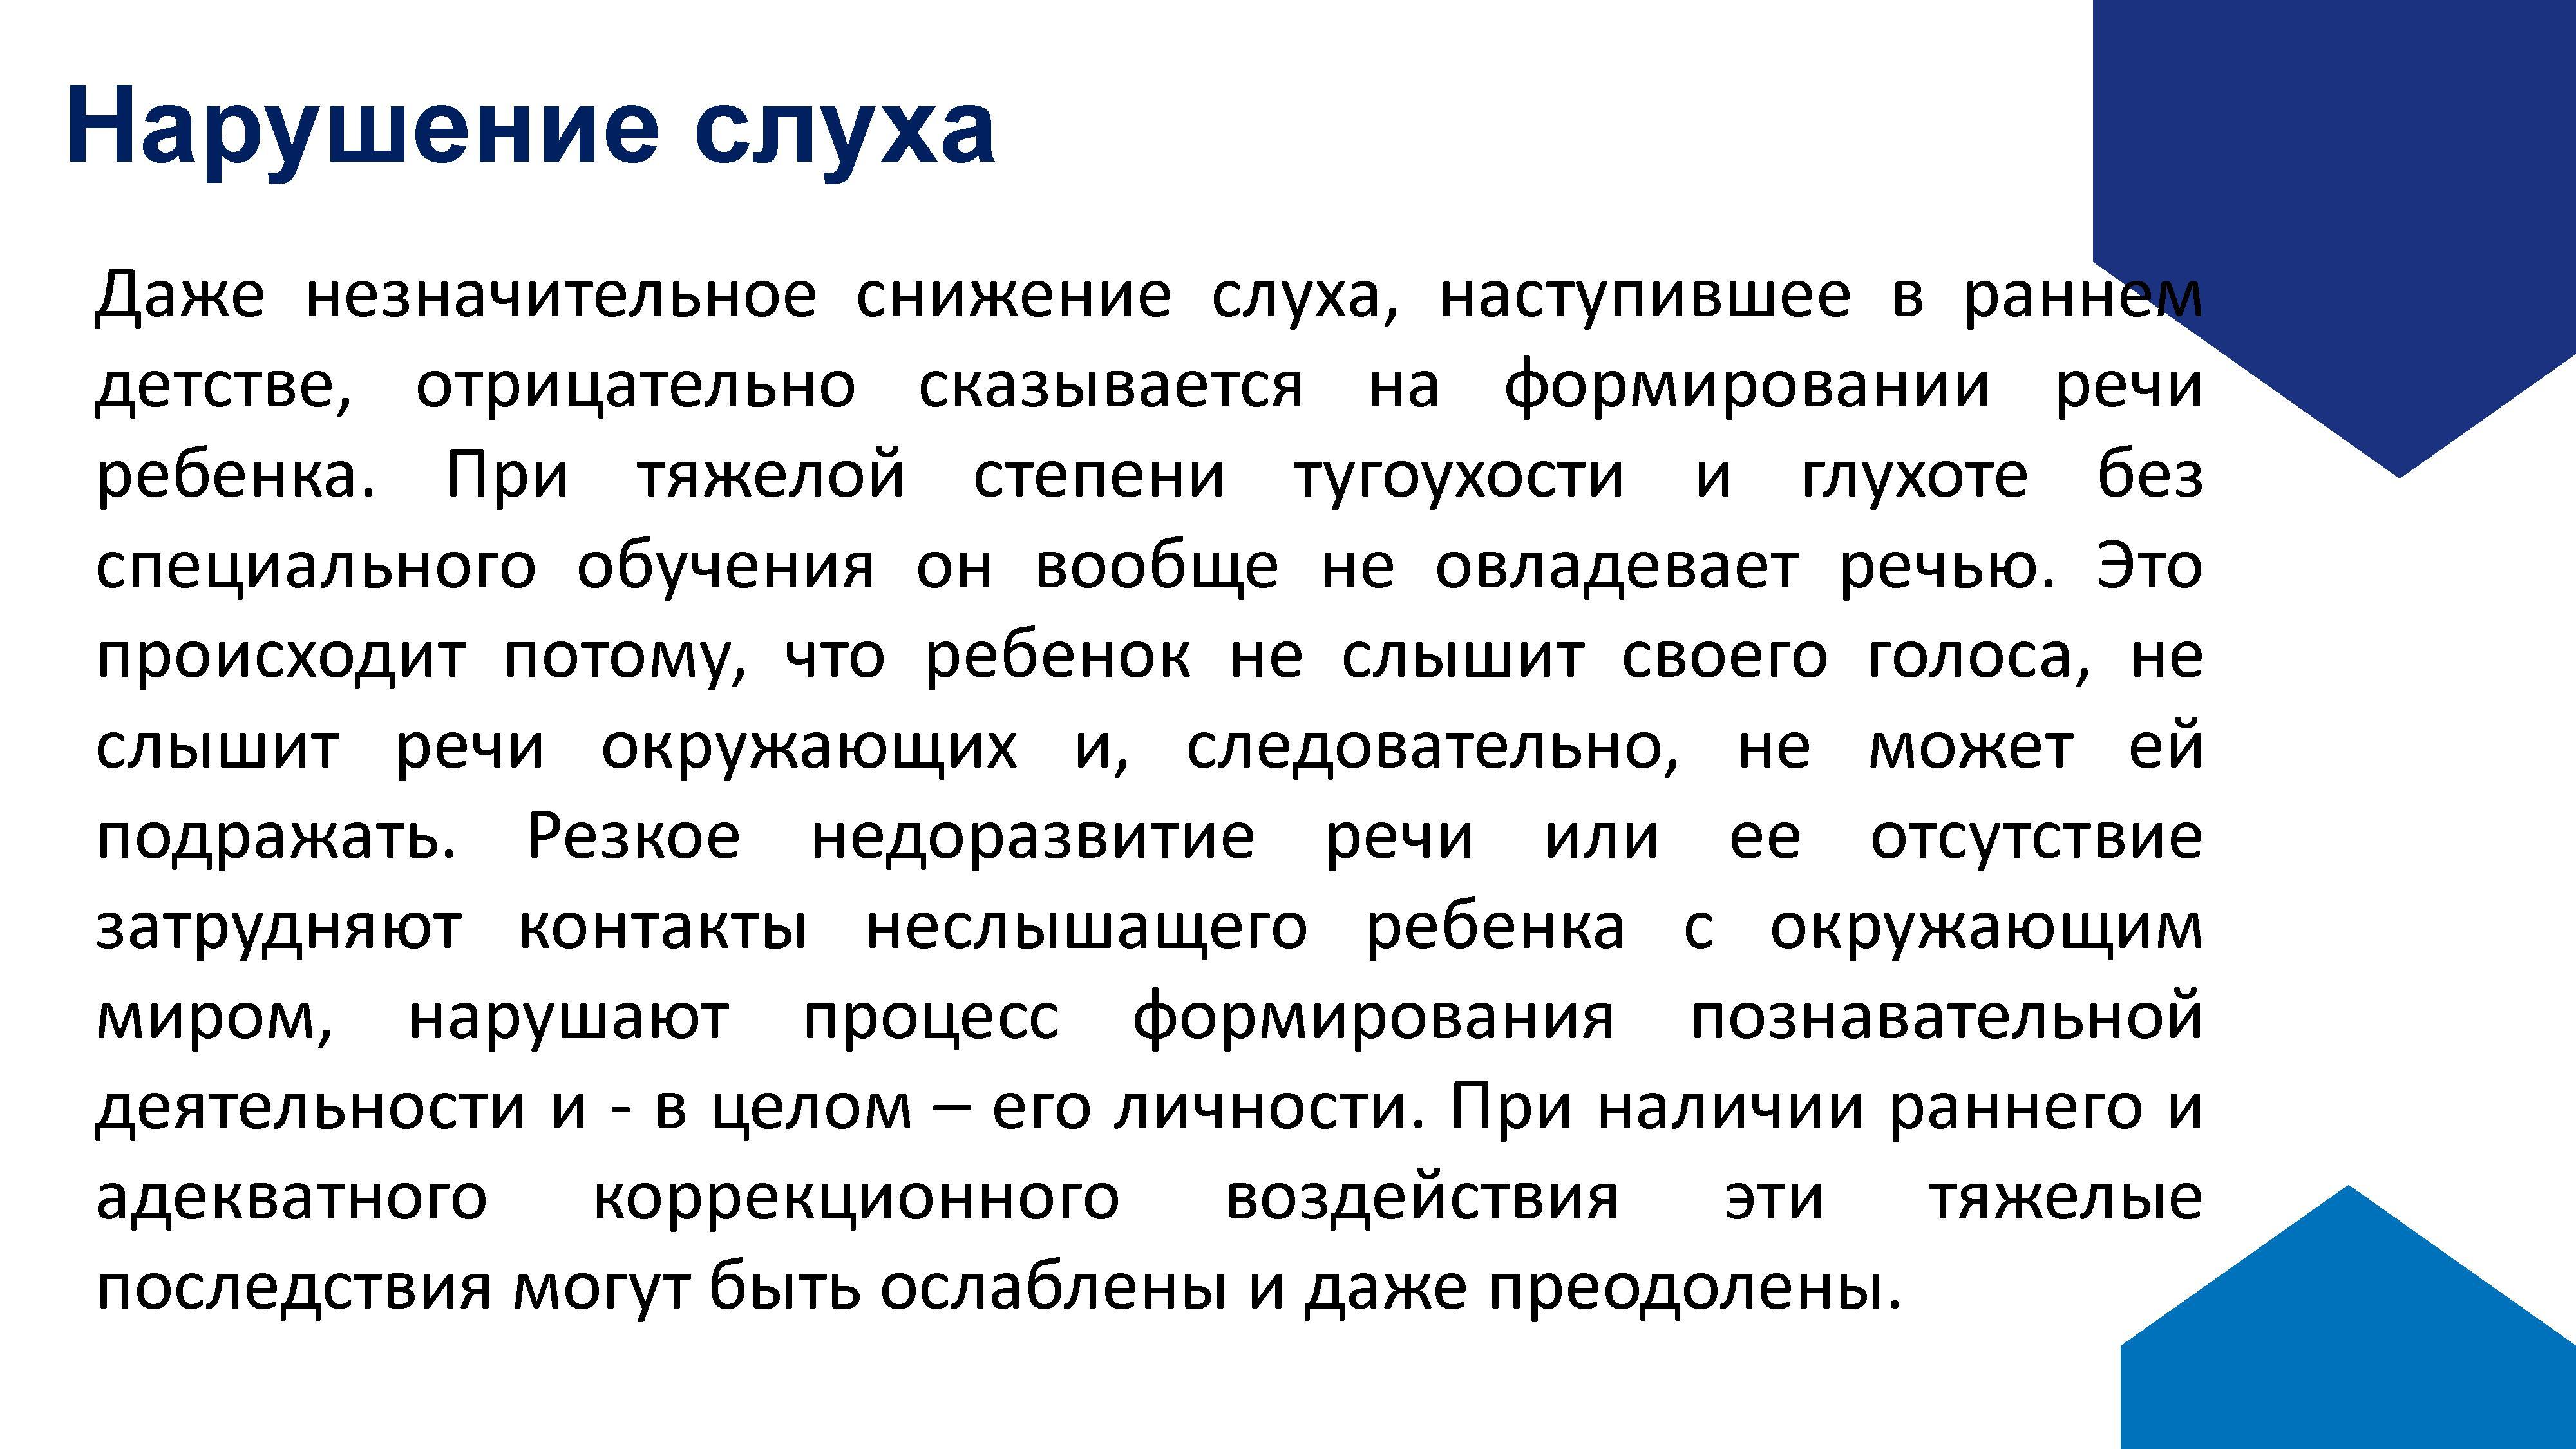 Нарушение слуха
Даже незначительное снижение слуха, наступившее в раннем
детстве, отрицательно сказывается на формировании речи
ребенка. При тяжелой степени тугоухости и глухоте без
специального обучения он вообще не овладевает речью. Это
происходит потому, что ребенок не слышит своего голоса, не
слышит речи окружающих и, следовательно, не может ей
подражать. Резкое недоразвитие речи или ее отсутствие
затрудняют контакты неслышащего ребенка с окружающим
миром, нарушают процесс формирования познавательной
деятельности и - в целом – его личности. При наличии раннего и
адекватного коррекционного воздействия эти тяжелые
последствия могут быть ослаблены и даже преодолены.